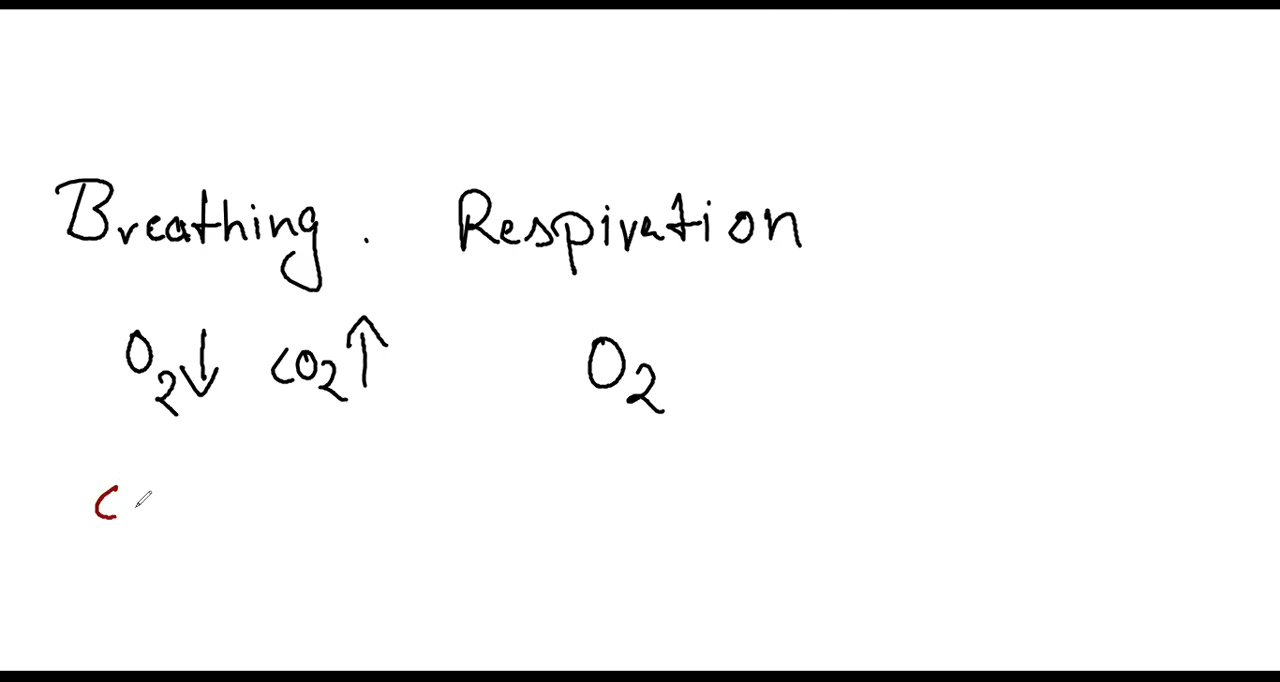 Breathing. Respiration
O₂↓ CO₂↑ O₂
C